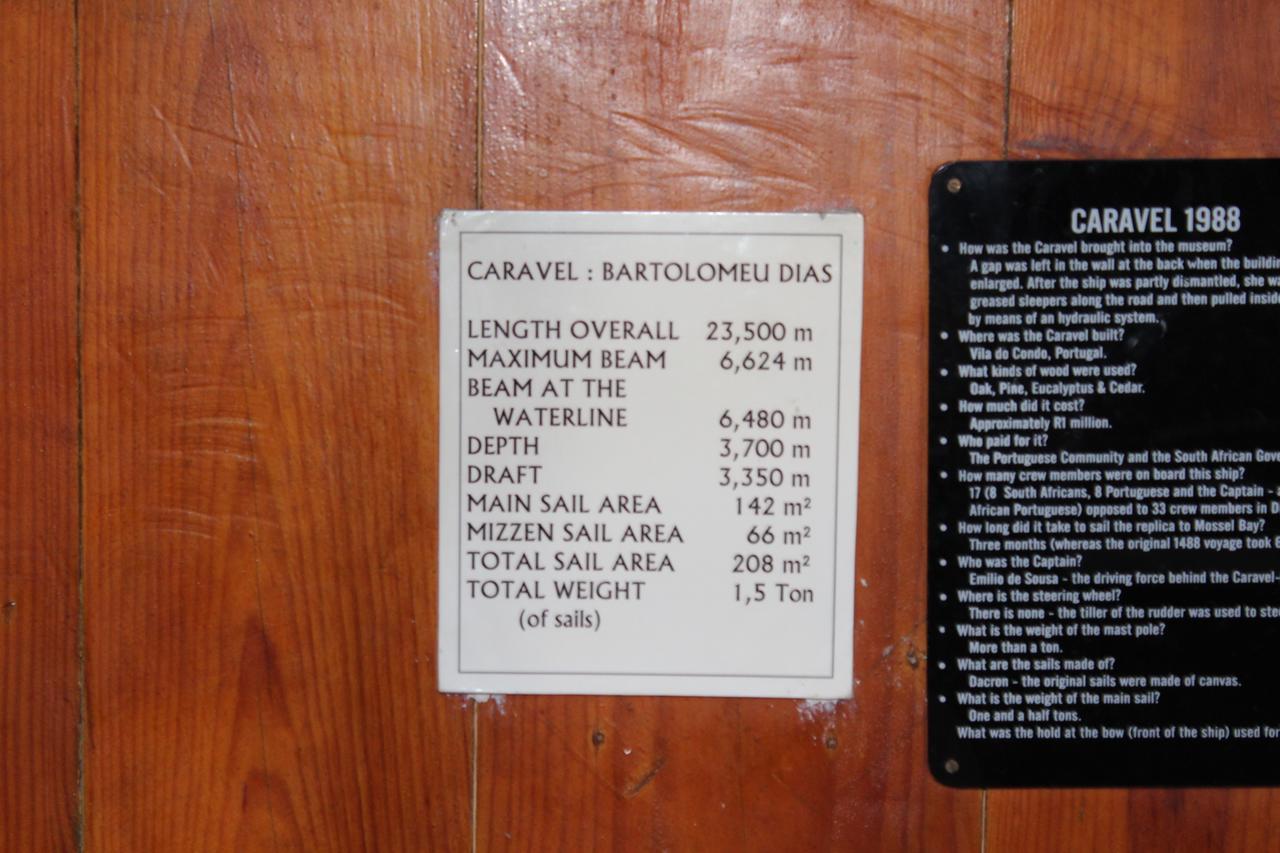 CARAVEL : BARTOLOMEU DIAS
LENGTH OVERALL 23,500 m
MAXIMUM BEAM 6,624 m
BEAM AT THE
WATERLINE 6,480 m
DEPTH 3,700 m
DRAFT 3,350 m
MAIN SAIL AREA 142 m²
MIZZEN SAIL AREA 66 m²
TOTAL SAIL AREA 208 m²
TOTAL WEIGHT 1,5 Ton
(of sails)
CARAVEL 1988
• How was the Caravel brought into the museum?
A gap was left in the wall at the back when the buildin
enlarged. After the ship was partly dismantled, she w
greased sleepers along the road and then pulled insid
by means of an hydraulic system.
• Where was the Caravel built?
Vila do Condo, Portugal.
• What kinds of wood were used?
Oak, Pine, Eucalyptus & Cedar.
• How much did it cost?
Approximately R1 million.
• Who paid for it?
The Portuguese Community and the South African Gove
• How many crew members were on board this ship?
17 (8 South Africans, 8 Portuguese and the Captain -
African Portuguese) opposed to 33 crew members in D
• How long did it take to sail the replica to Mossel Bay?
Three months (whereas the original 1488 voyage took 6
• Who was the Captain?
Emilio de Sousa - the driving force behind the Caravel-
• Where is the steering wheel?
There is none - the tiller of the rudder was used to stee
• What is the weight of the mast pole?
More than a ton.
• What are the sails made of?
Dacron - the original sails were made of canvas.
• What is the weight of the main sail?
One and a half tons.
What was the hold at the bow (front of the ship) used for